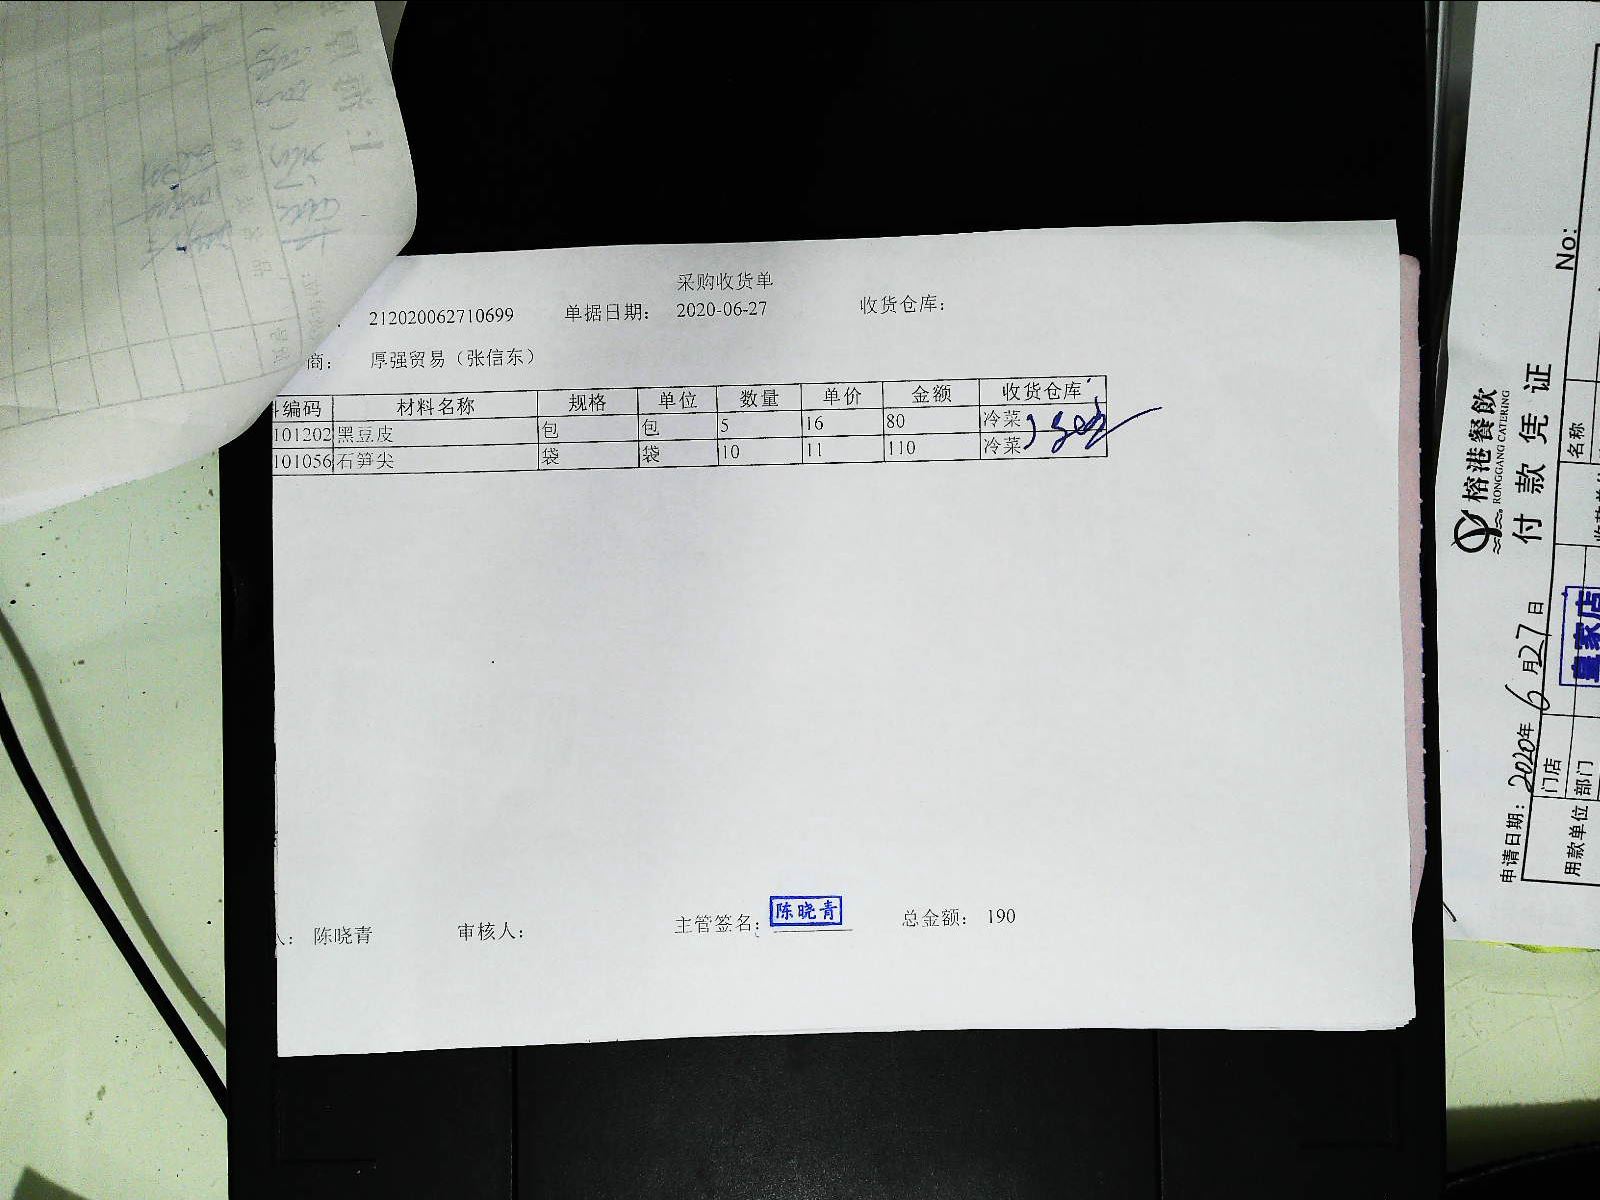 采购收货单
212020062710699 单据日期： 2020-06-27 收货仓库：
商： 厚强贸易（张信东）
编码 材料名称 规格 单位 数量 单价 金额 收货仓库
101202 黑豆皮 包 包 5 16 80 冷菜
101056 石笋尖 袋 袋 10 11 110 冷菜
人： 陈晓青 审核人： 主管签名： 陈晓青 总金额： 190
榕港餐飲
RONGGANG CATERING
付款凭证
No:
申请日期：2020年6月27日
用款单位
门店
部门
皇家店
名称